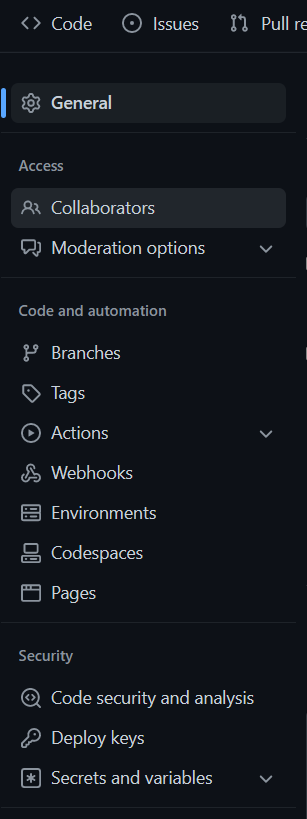 Code Issues Pull re
General
Access
Collaborators
Moderation options
Code and automation
Branches
Tags
Actions
Webhooks
Environments
Codespaces
Pages
Security
Code security and analysis
Deploy keys
Secrets and variables